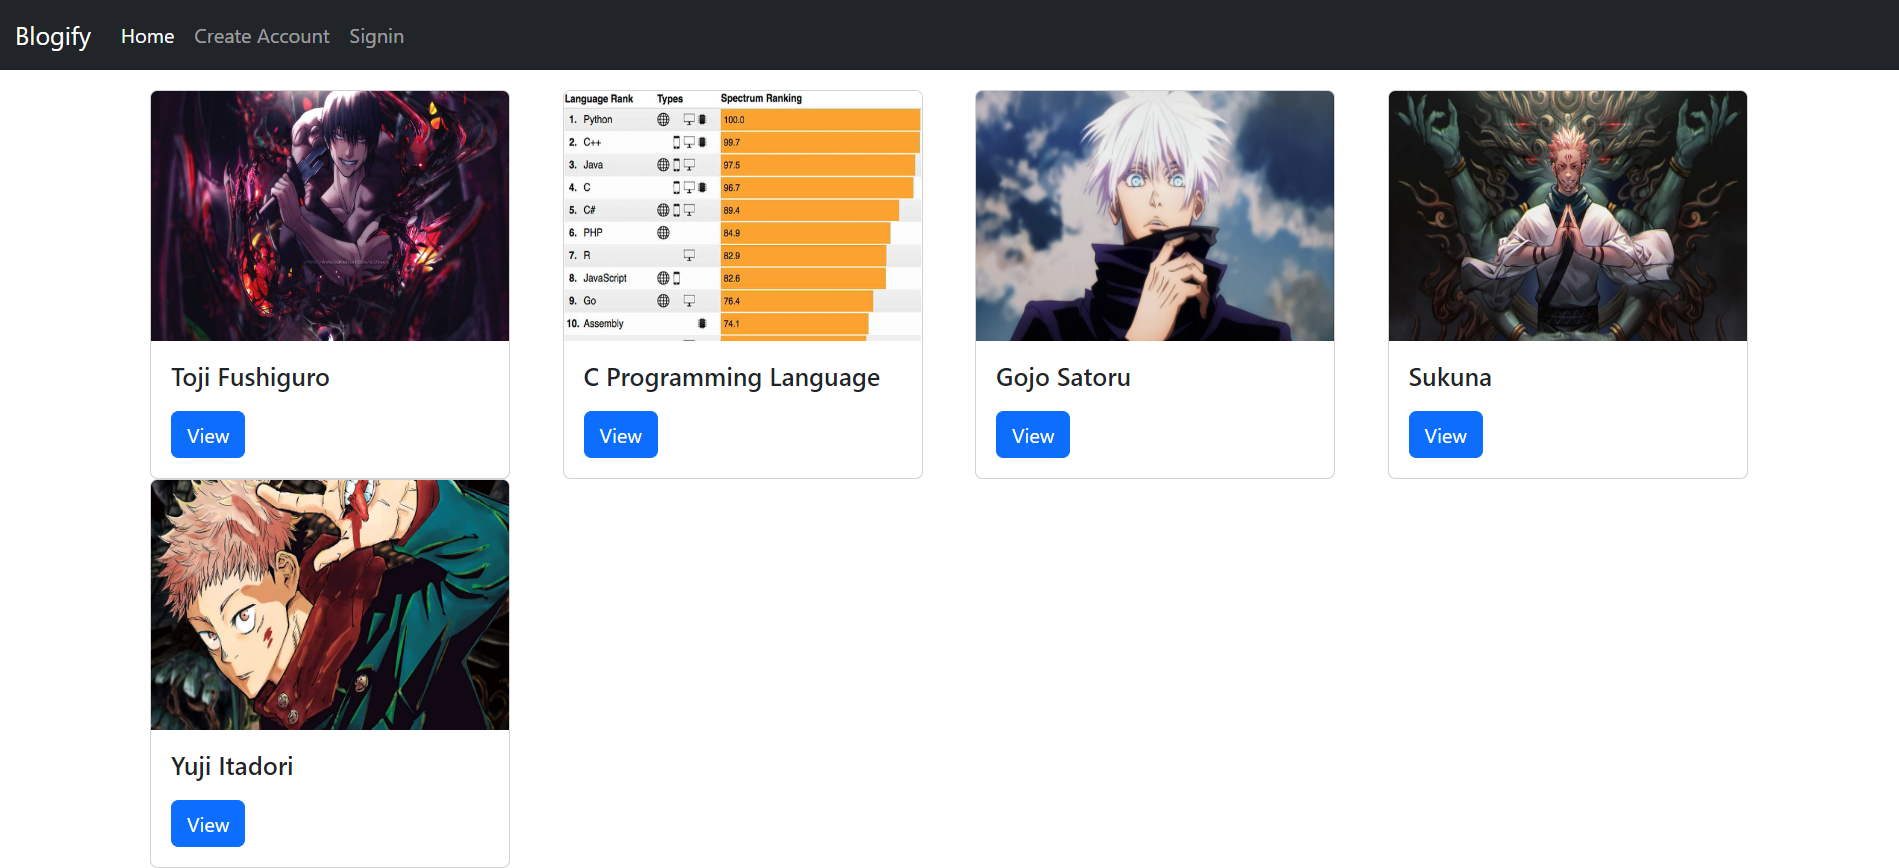 Blogify Home Create Account Signin
Language Rank Types Spectrum Ranking
1. Python 100.0
2. C++ 99.7
3. Java 97.5
4. C 96.7
5. C# 89.4
6. PHP 84.9
7. R 82.9
8. JavaScript 82.6
9. Go 76.4
10. Assembly 74.1
Toji Fushiguro
View
C Programming Language
View
Gojo Satoru
View
Sukuna
View
Yuji Itadori
View